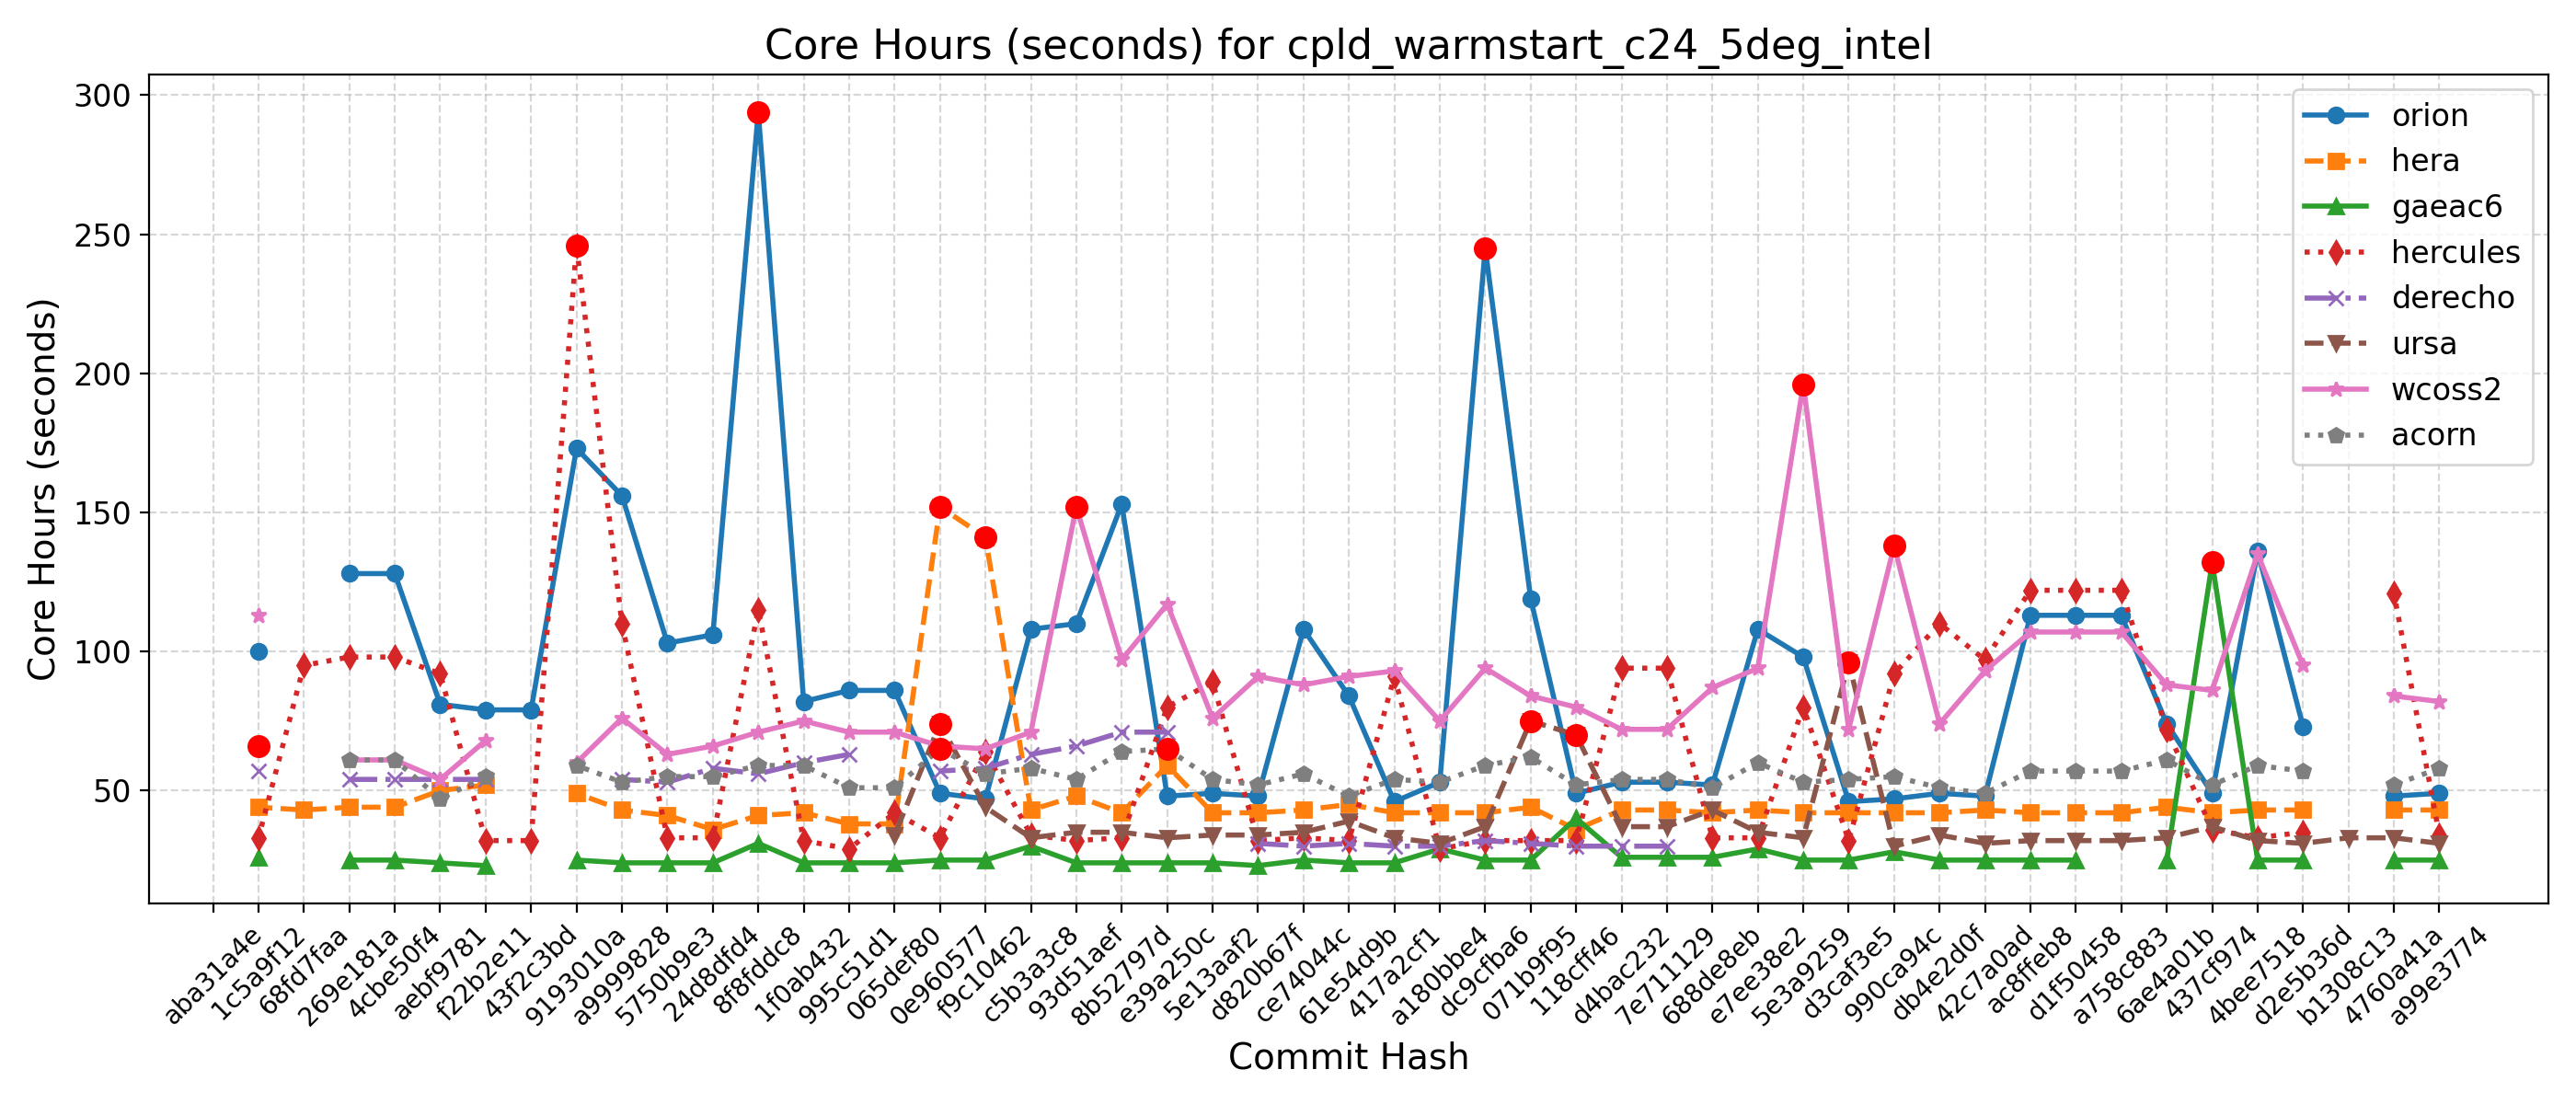 Core Hours (seconds) for cpld_warmstart_c24_5deg_intel
Core Hours (seconds)
300
250
200
150
100
50
orion
hera
gaeac6
hercules
derecho
ursa
wcoss2
acorn
aba31a4e
1c5a9f12
68fd7faa
269e181a
4cbe50f4
aebf9781
f22b2e11
43f2c3bd
9193010a
a9999828
5750b9e3
24d8dfd4
8f8fddc8
1f0ab432
995c51d1
065def80
0e960577
f9c10462
c5b3a3c8
93d51aef
8b52797d
e39a250c
5e13aaf2
d820b67f
ce74044c
61e54d9b
417a2cf1
a180bbe4
dc9cfba6
071b9f95
118cff46
d4bac232
7e711129
688de8eb
e7ee38e2
5e3a9259
d3caf3e5
990ca94c
db4e2d0f
42c7a0ad
ac8ffeb8
d1f50458
a758c883
6ae4a01b
437cf974
4bee7518
d2e5b36d
b1308c13
4760a41a
a99e3774
Commit Hash